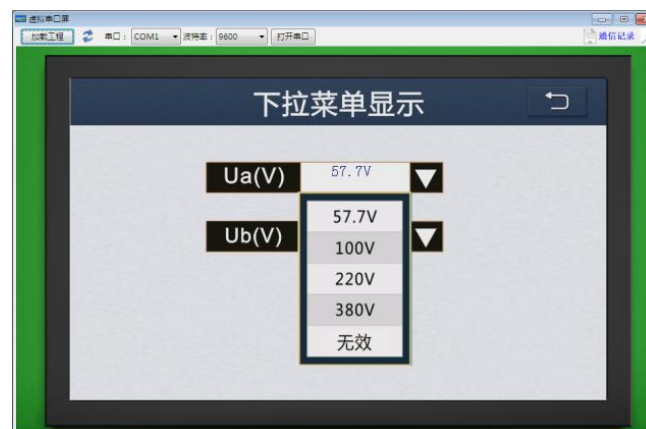 虚拟串口屏
加载工程 串口： COM1 波特率： 9600 打开串口 通信记录
下拉菜单显示
Ua(V) 57.7V
57.7V
Ub(V)
100V
220V
380V
无效